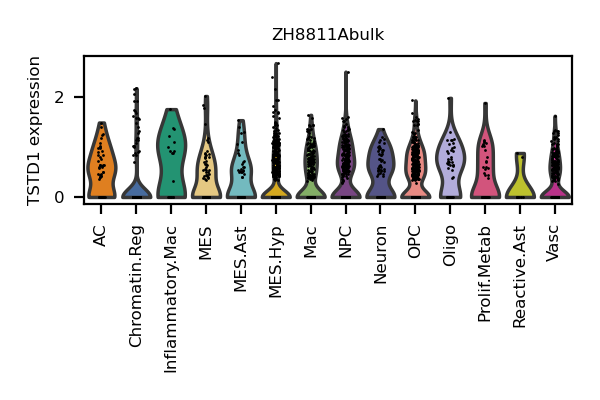 ZH8811Abulk
TSTD1 expression
2
0
AC
Chromatin.Reg
Inflammatory.Mac
MES
MES.Ast
MES.Hyp
Mac
NPC
Neuron
OPC
Oligo
Prolif.Metab
Reactive.Ast
Vasc